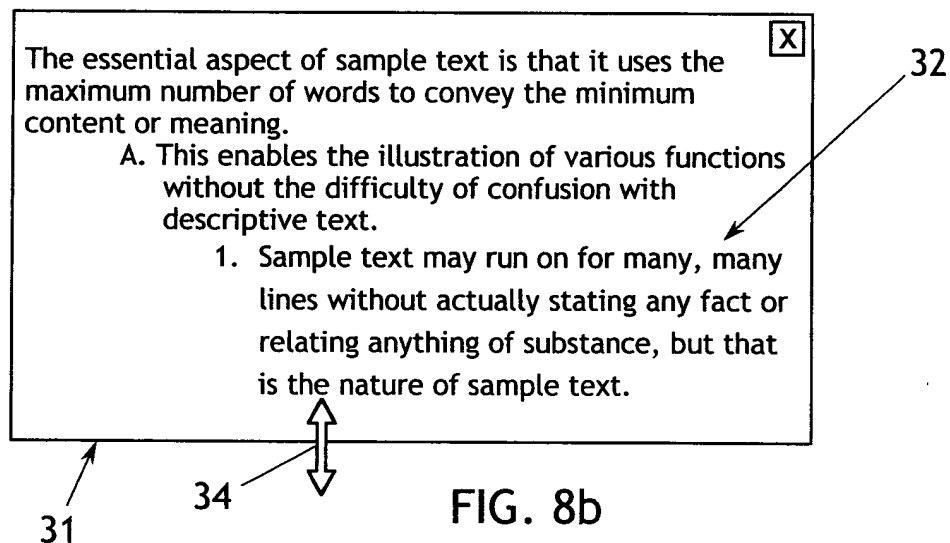 X
The essential aspect of sample text is that it uses the
maximum number of words to convey the minimum
content or meaning.
A. This enables the illustration of various functions
without the difficulty of confusion with
descriptive text.
1. Sample text may run on for many, many
lines without actually stating any fact or
relating anything of substance, but that
is the nature of sample text.
32
34
31
FIG. 8b